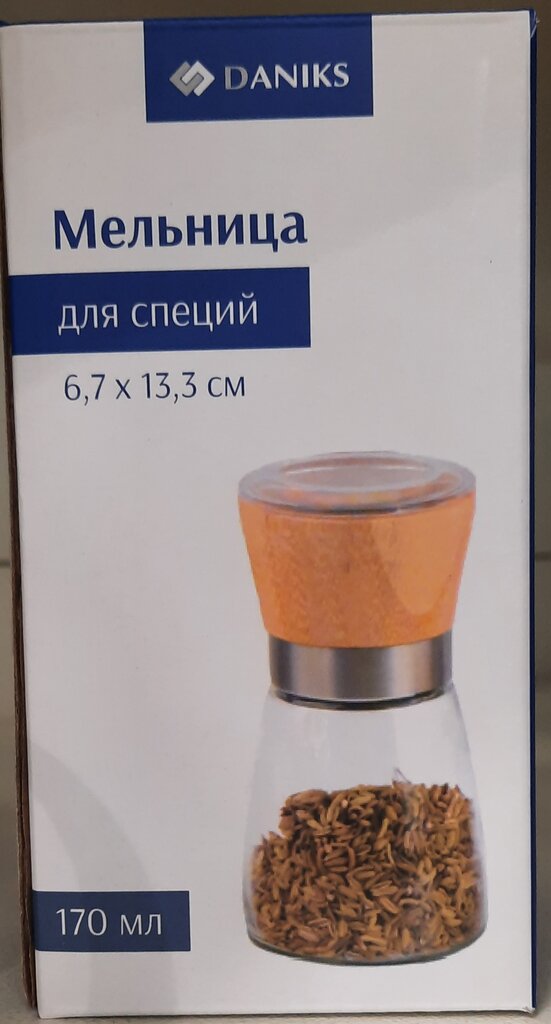 DANIKS
Мельница
для специй
6,7 х 13,3 см
170 мл